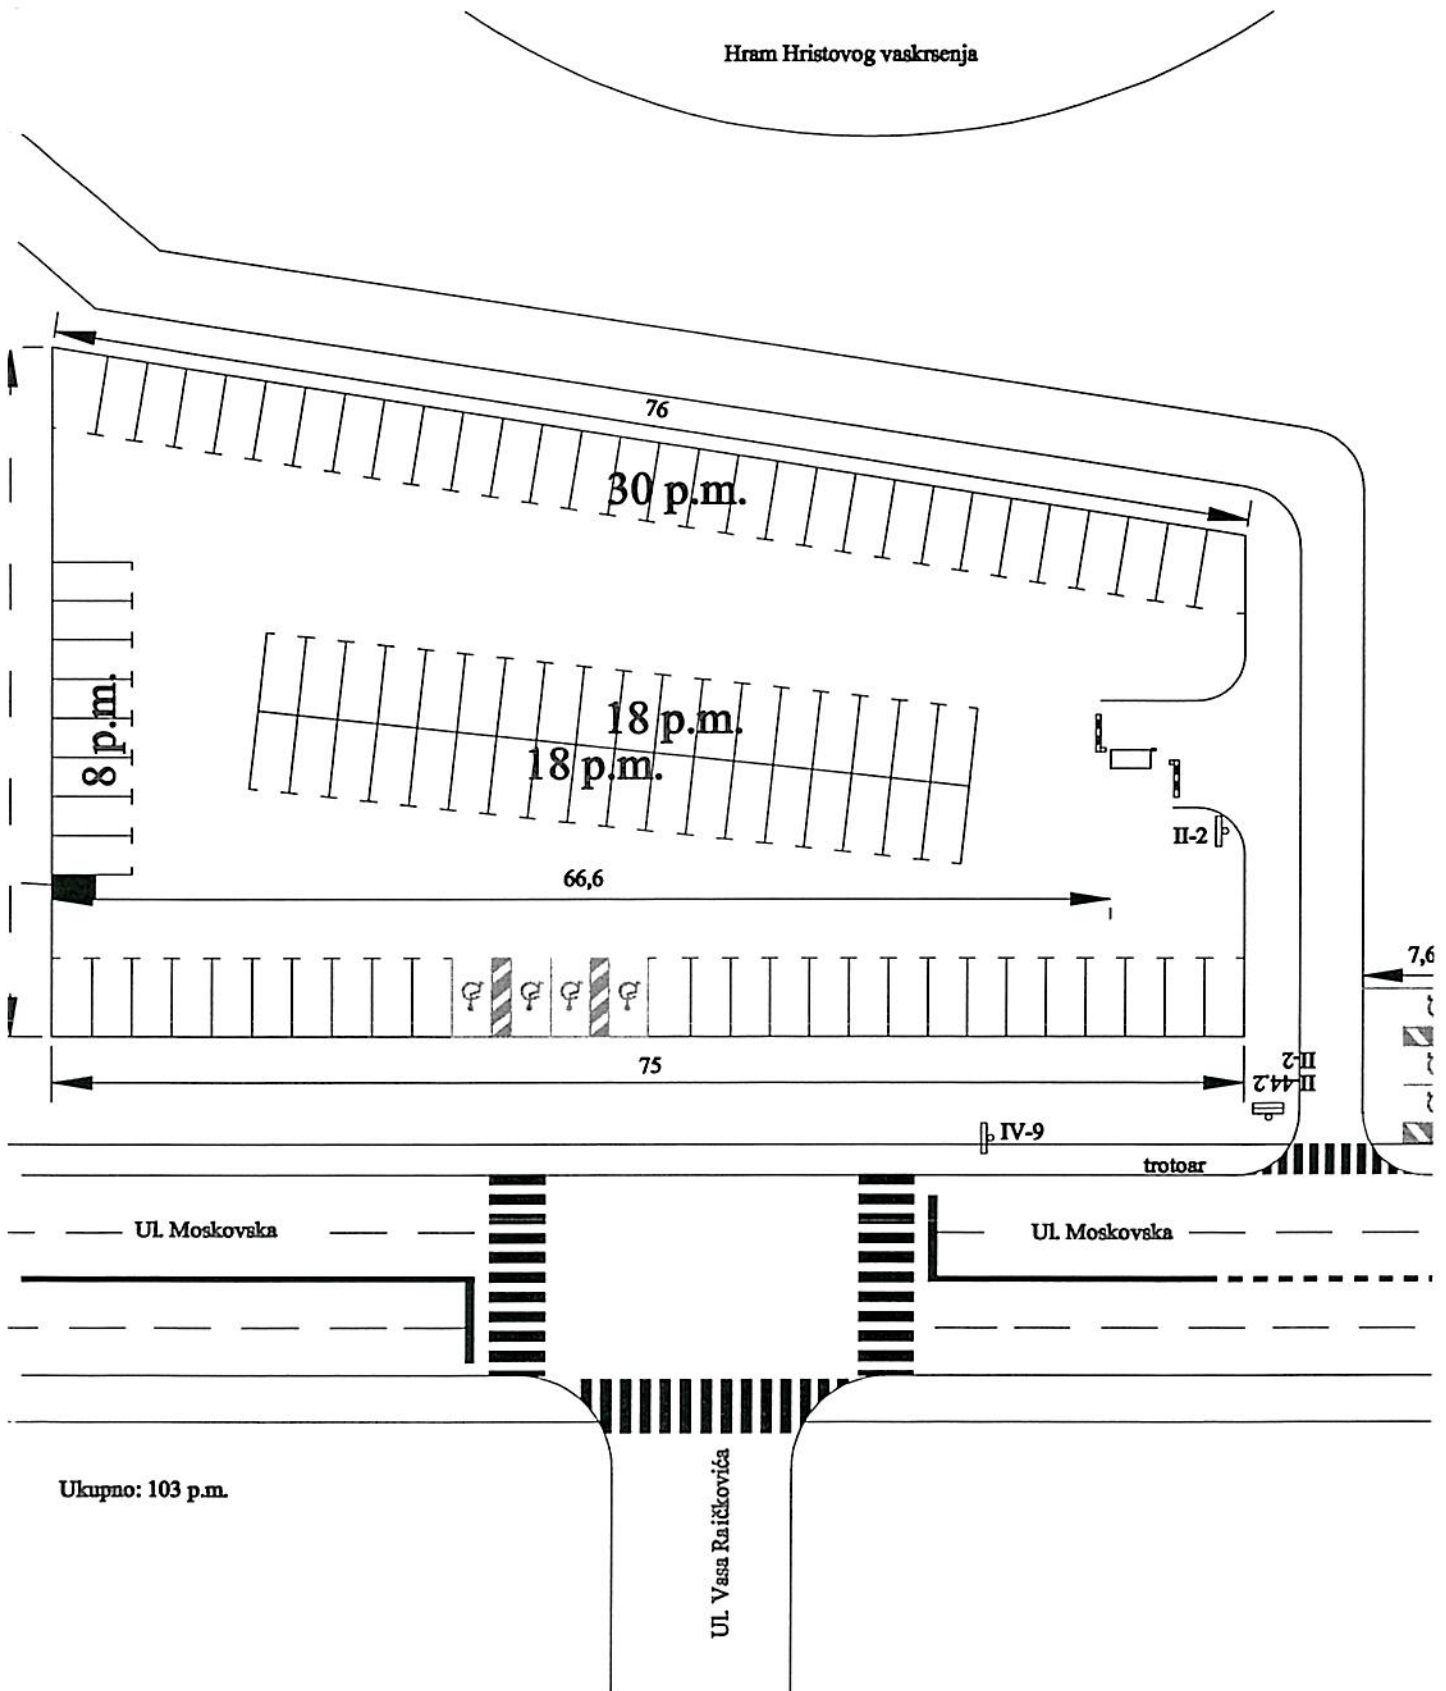 Hram Hristovog vaskrsenja
76
30 p.m.
18 p.m.
18 p.m.
8 p.m.
II-2
66,6
7,6
75
II-2
II-44.2
IV-9
trotoar
Ul. Moskovska
Ul. Moskovska
Ul. Vasa Raičkovića
Ukupno: 103 p.m.